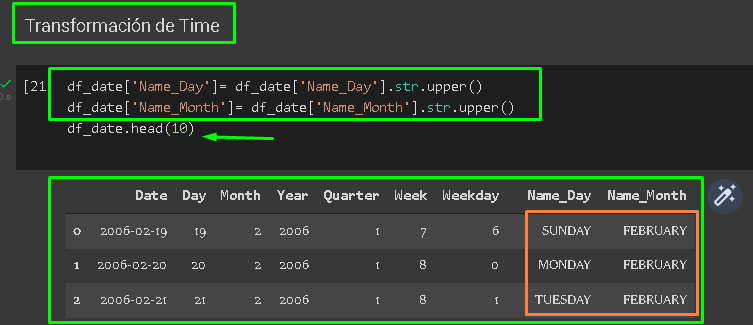 Transformación de Time
[21 df_date['Name_Day']= df_date['Name_Day'].str.upper()
df_date['Name_Month']= df_date['Name_Month'].str.upper()
df_date.head(10)
Date Day Month Year Quarter Week Weekday Name_Day Name_Month
0 2006-02-19 19 2 2006 1 7 6 SUNDAY FEBRUARY
1 2006-02-20 20 2 2006 1 8 0 MONDAY FEBRUARY
2 2006-02-21 21 2 2006 1 8 1 TUESDAY FEBRUARY